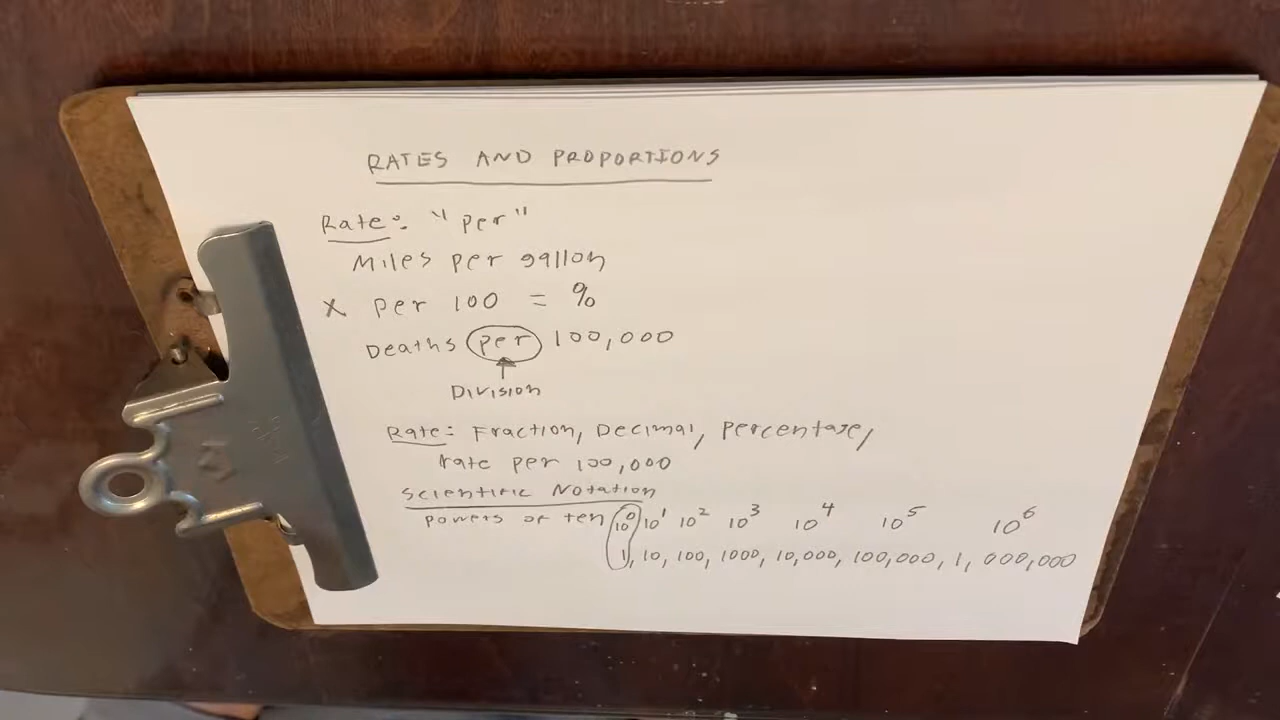 RATES AND PROPORTIONS
Rate: "per"
Miles per gallon
X per 100 = %
Deaths per 100,000
Division
Rate: Fraction, Decimal, Percentage,
rate per 100,000
Scientific Notation
Powers of ten 10⁰ 10¹ 10² 10³ 10⁴ 10⁵ 10⁶
1, 10, 100, 1000, 10,000, 100,000, 1,000,000